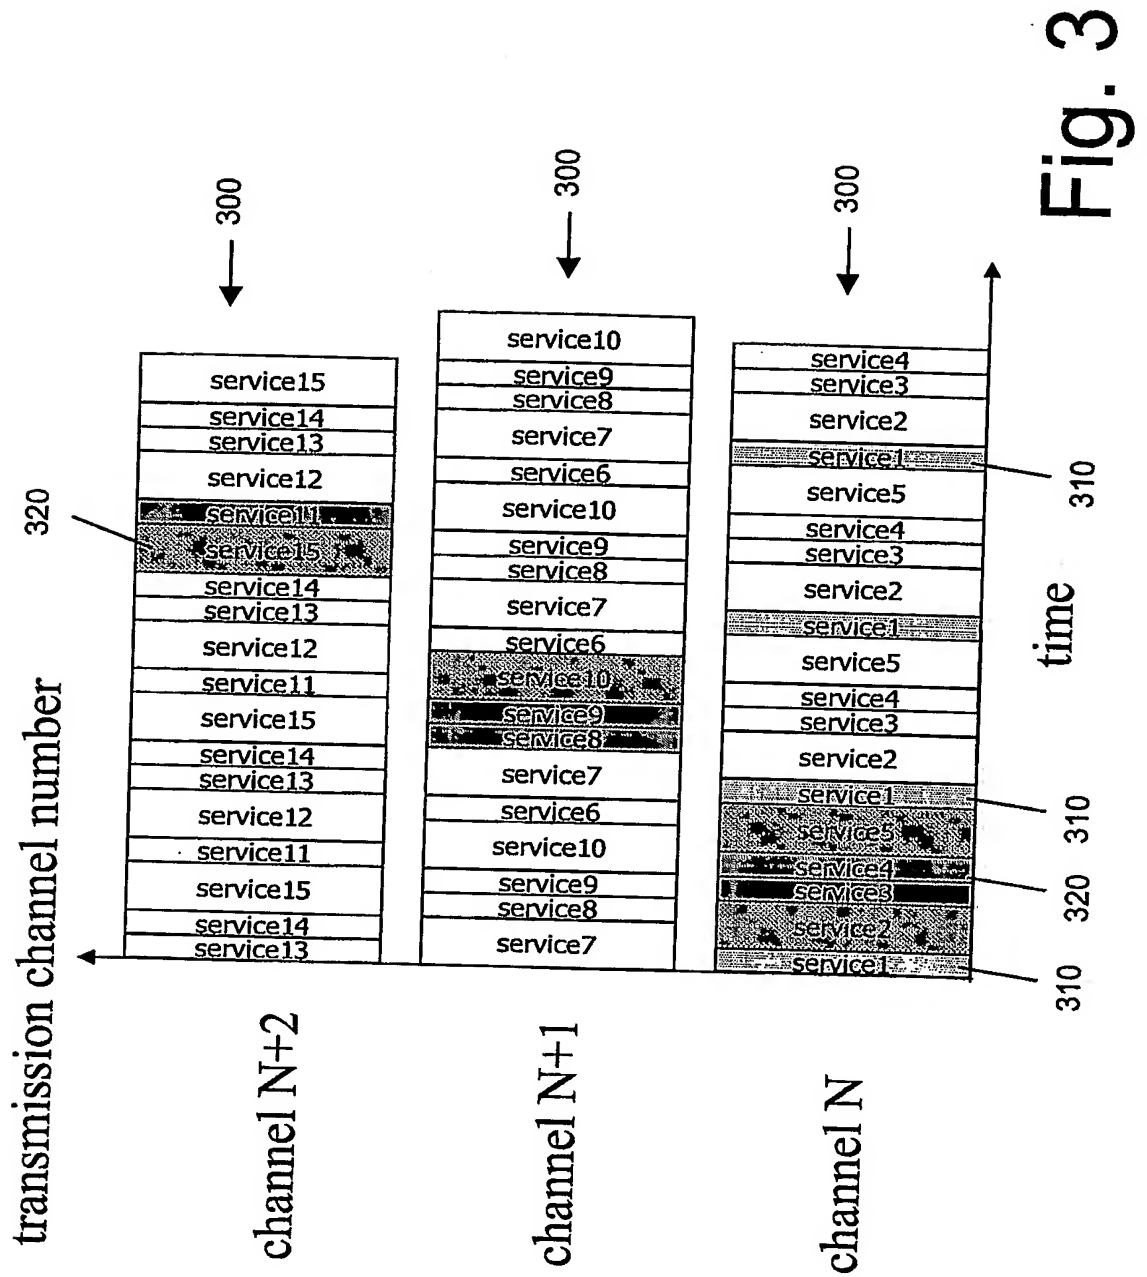 transmission channel number
320
channel N+2
service15
service14
service13
service12
service11
service15
service14
service13
service12
service11
service15
service14
service13
service12
service11
service15
service14
service13
300
channel N+1
service10
service9
service8
service7
service6
service10
service9
service8
service7
service6
service10
service9
service8
service7
service6
service10
service9
service8
service7
300
channel N
service4
service3
service2
service1
service5
service4
service3
service2
service1
service5
service4
service3
service2
service1
service5
service4
service3
service2
service1
300
310
320
310
310
time
Fig. 3